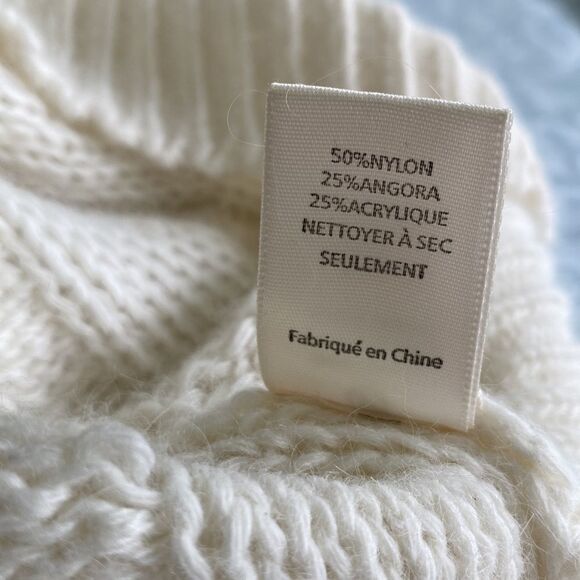 50%NYLON
25%ANGORA
25%ACRYLIQUE
NETTOYER À SEC
SEULEMENT
Fabriqué en Chine